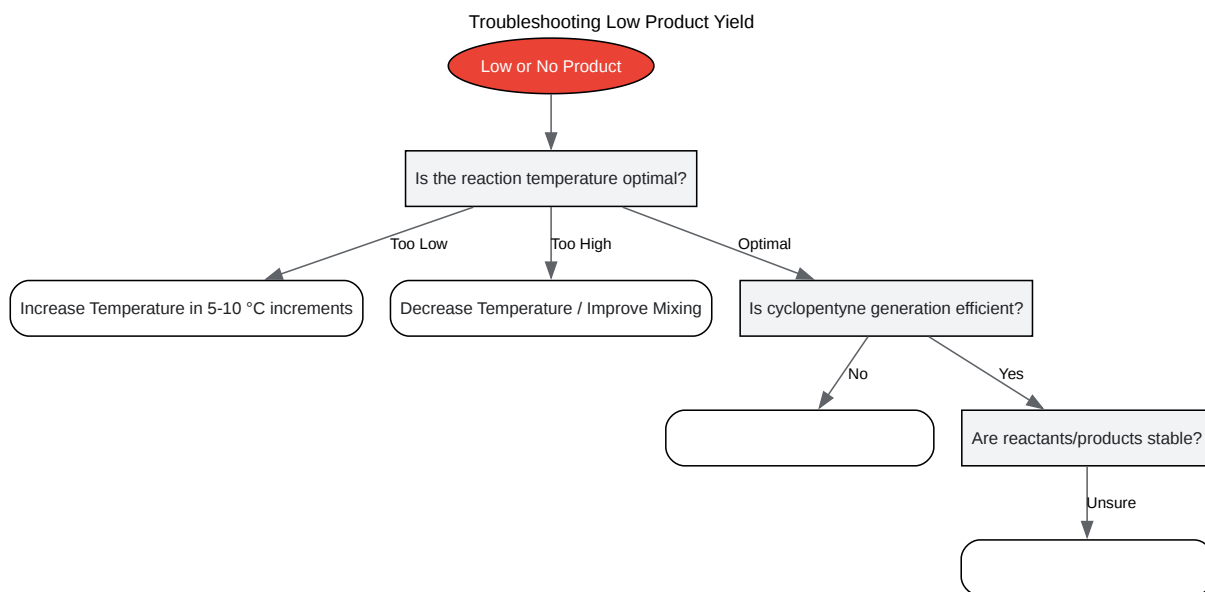 Troubleshooting Low Product Yield
Low or No Product
Is the reaction temperature optimal?
Too Low
Too High
Optimal
Increase Temperature in 5-10 °C increments
Decrease Temperature / Improve Mixing
Is cyclopentyne generation efficient?
No
Yes
Are reactants/products stable?
Unsure